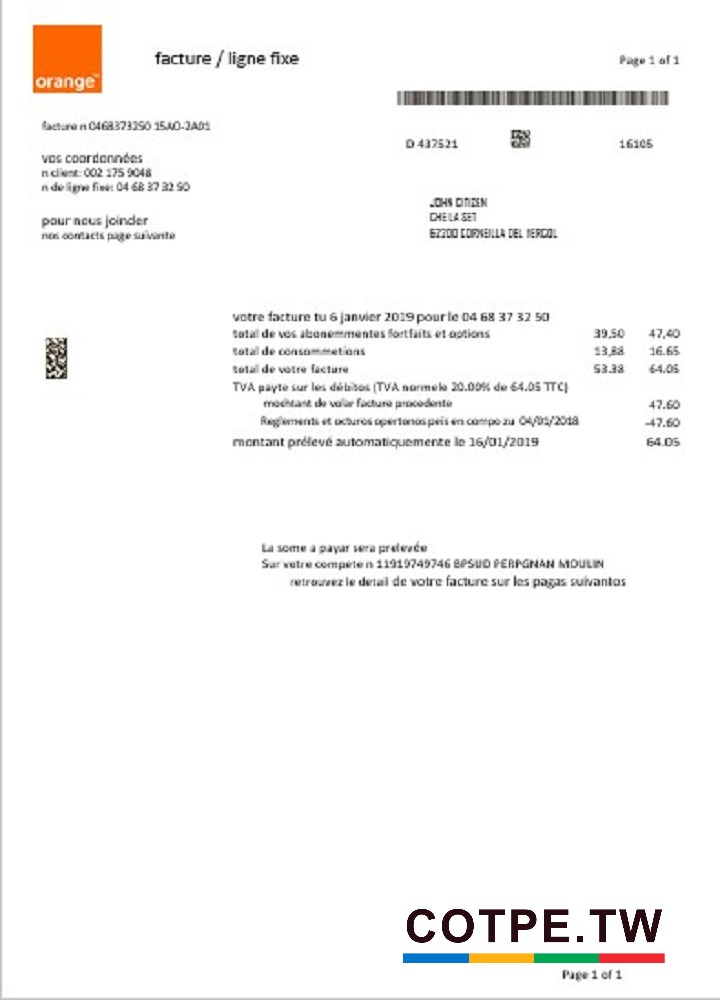 orange™
facture / ligne fixe
Page 1 of 1
facture n 0468373250 15AO-2A01
D 437521
16105
vos coordonnées
n client: 002 175 9048
n de ligne fixe: 04 68 37 32 50
JOHN CITIZEN
CHE LA SET
pour nous joinder
nos contacts page suivante
CORNEILLA DEL
votre facture tu 6 janvier 2019 pour le 04 68 37 32 50
total de vos abonemmentes fortfaits et options 39,50 47,40
total de consommetions 13,88 16.65
total de votre facture 53.38 64.05
TVA payte sur les débitos (TVA normele 20.00% de 64.05 TTC)
mochtant de volar facture procedente 47.60
Reglements et octuros opertonos peis en compo zu 04/01/2018 -47.60
montant prélevé automatiquemente le 16/01/2019 64.05
La some a payar sera prelevée
Sur votre compete n 11919749746 BPSUD PERPGNAN MOULIN
retrouvez le detail de votre facture sur les pagas suivantos
COTPE.TW
Page 1 of 1